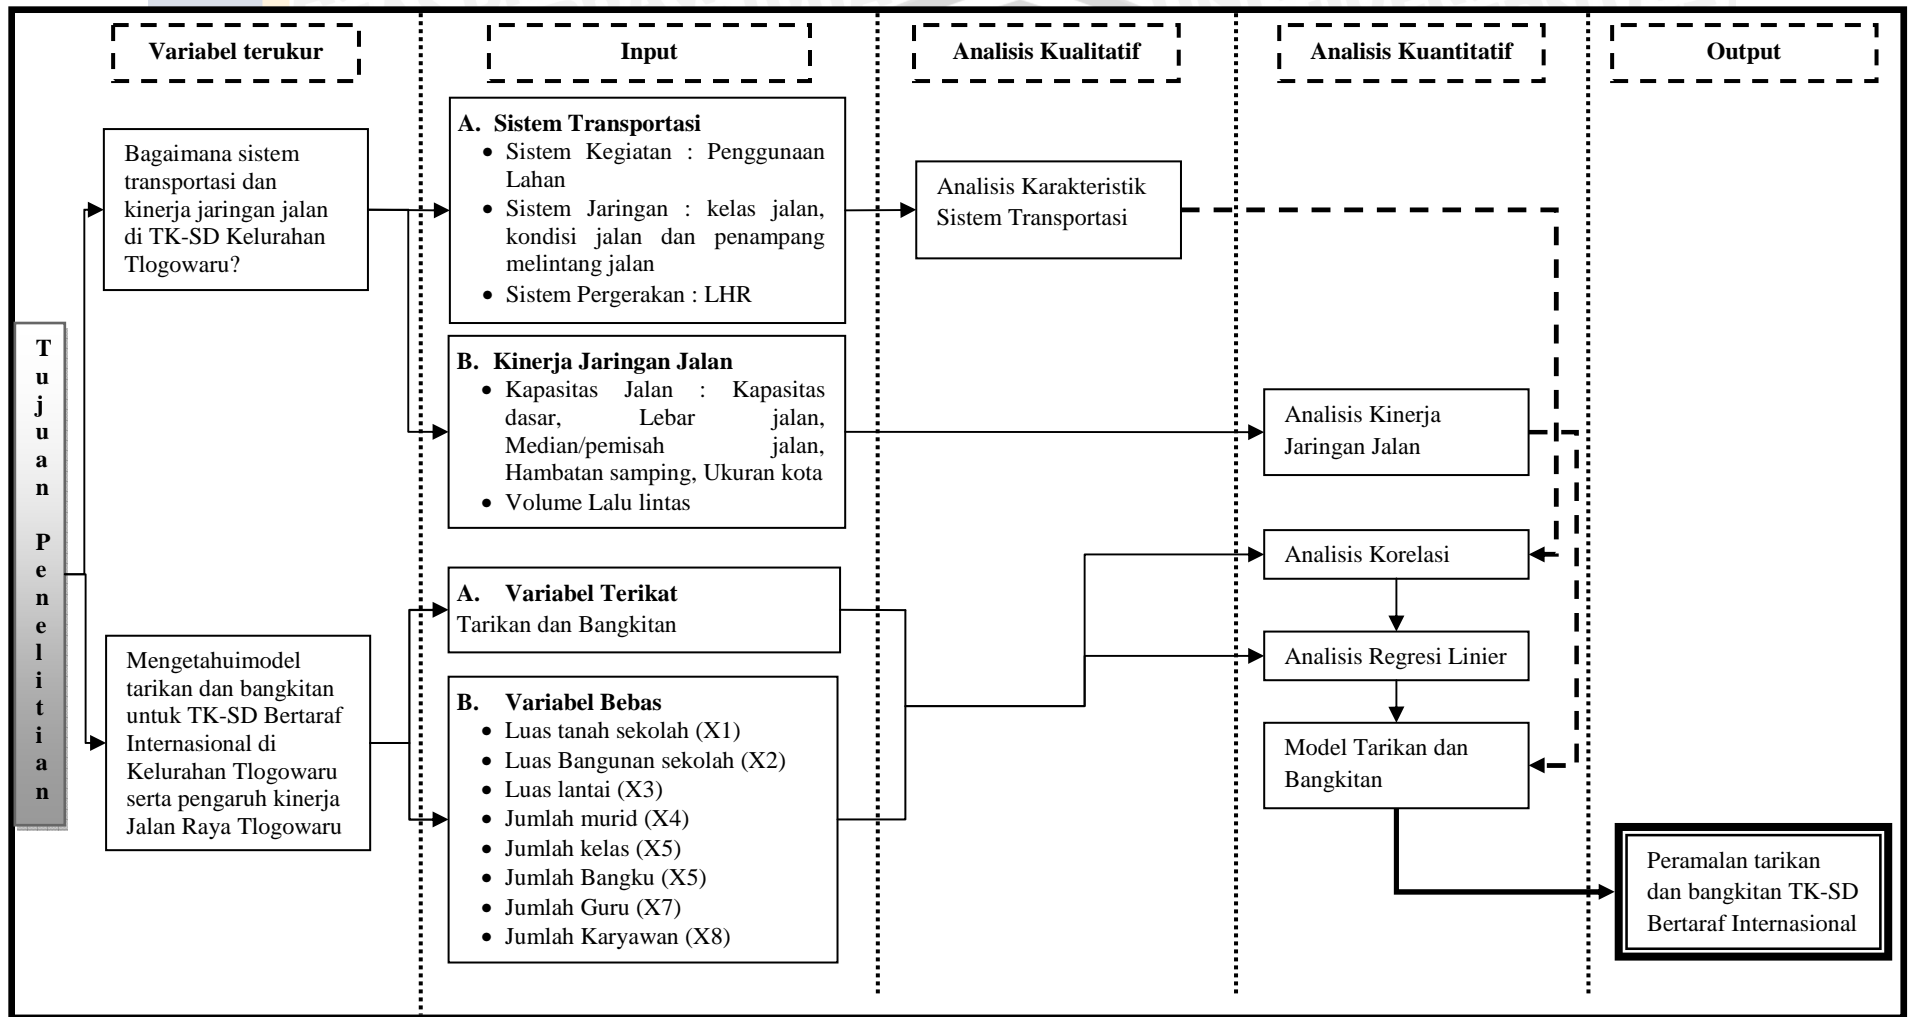 Variabel terukur
Input
Analisis Kualitatif
Analisis Kuantitatif
Output
Tujuan Penelitian
Bagaimana sistem
transportasi dan
kinerja jaringan jalan
di TK-SD Kelurahan
Tlogowaru?
Mengetahuimodel
tarikan dan bangkitan
untuk TK-SD Bertaraf
Internasional di
Kelurahan Tlogowaru
serta pengaruh kinerja
Jalan Raya Tlogowaru
A. Sistem Transportasi
• Sistem Kegiatan : Penggunaan
Lahan
• Sistem Jaringan : kelas jalan,
kondisi jalan dan penampang
melintang jalan
• Sistem Pergerakan : LHR
B. Kinerja Jaringan Jalan
• Kapasitas Jalan : Kapasitas
dasar, Lebar jalan,
Median/pemisah jalan,
Hambatan samping, Ukuran kota
• Volume Lalu lintas
A. Variabel Terikat
Tarikan dan Bangkitan
B. Variabel Bebas
• Luas tanah sekolah (X1)
• Luas Bangunan sekolah (X2)
• Luas lantai (X3)
• Jumlah murid (X4)
• Jumlah kelas (X5)
• Jumlah Bangku (X5)
• Jumlah Guru (X7)
• Jumlah Karyawan (X8)
Analisis Karakteristik
Sistem Transportasi
Analisis Kinerja
Jaringan Jalan
Analisis Korelasi
Analisis Regresi Linier
Model Tarikan dan
Bangkitan
Peramalan tarikan
dan bangkitan TK-SD
Bertaraf Internasional